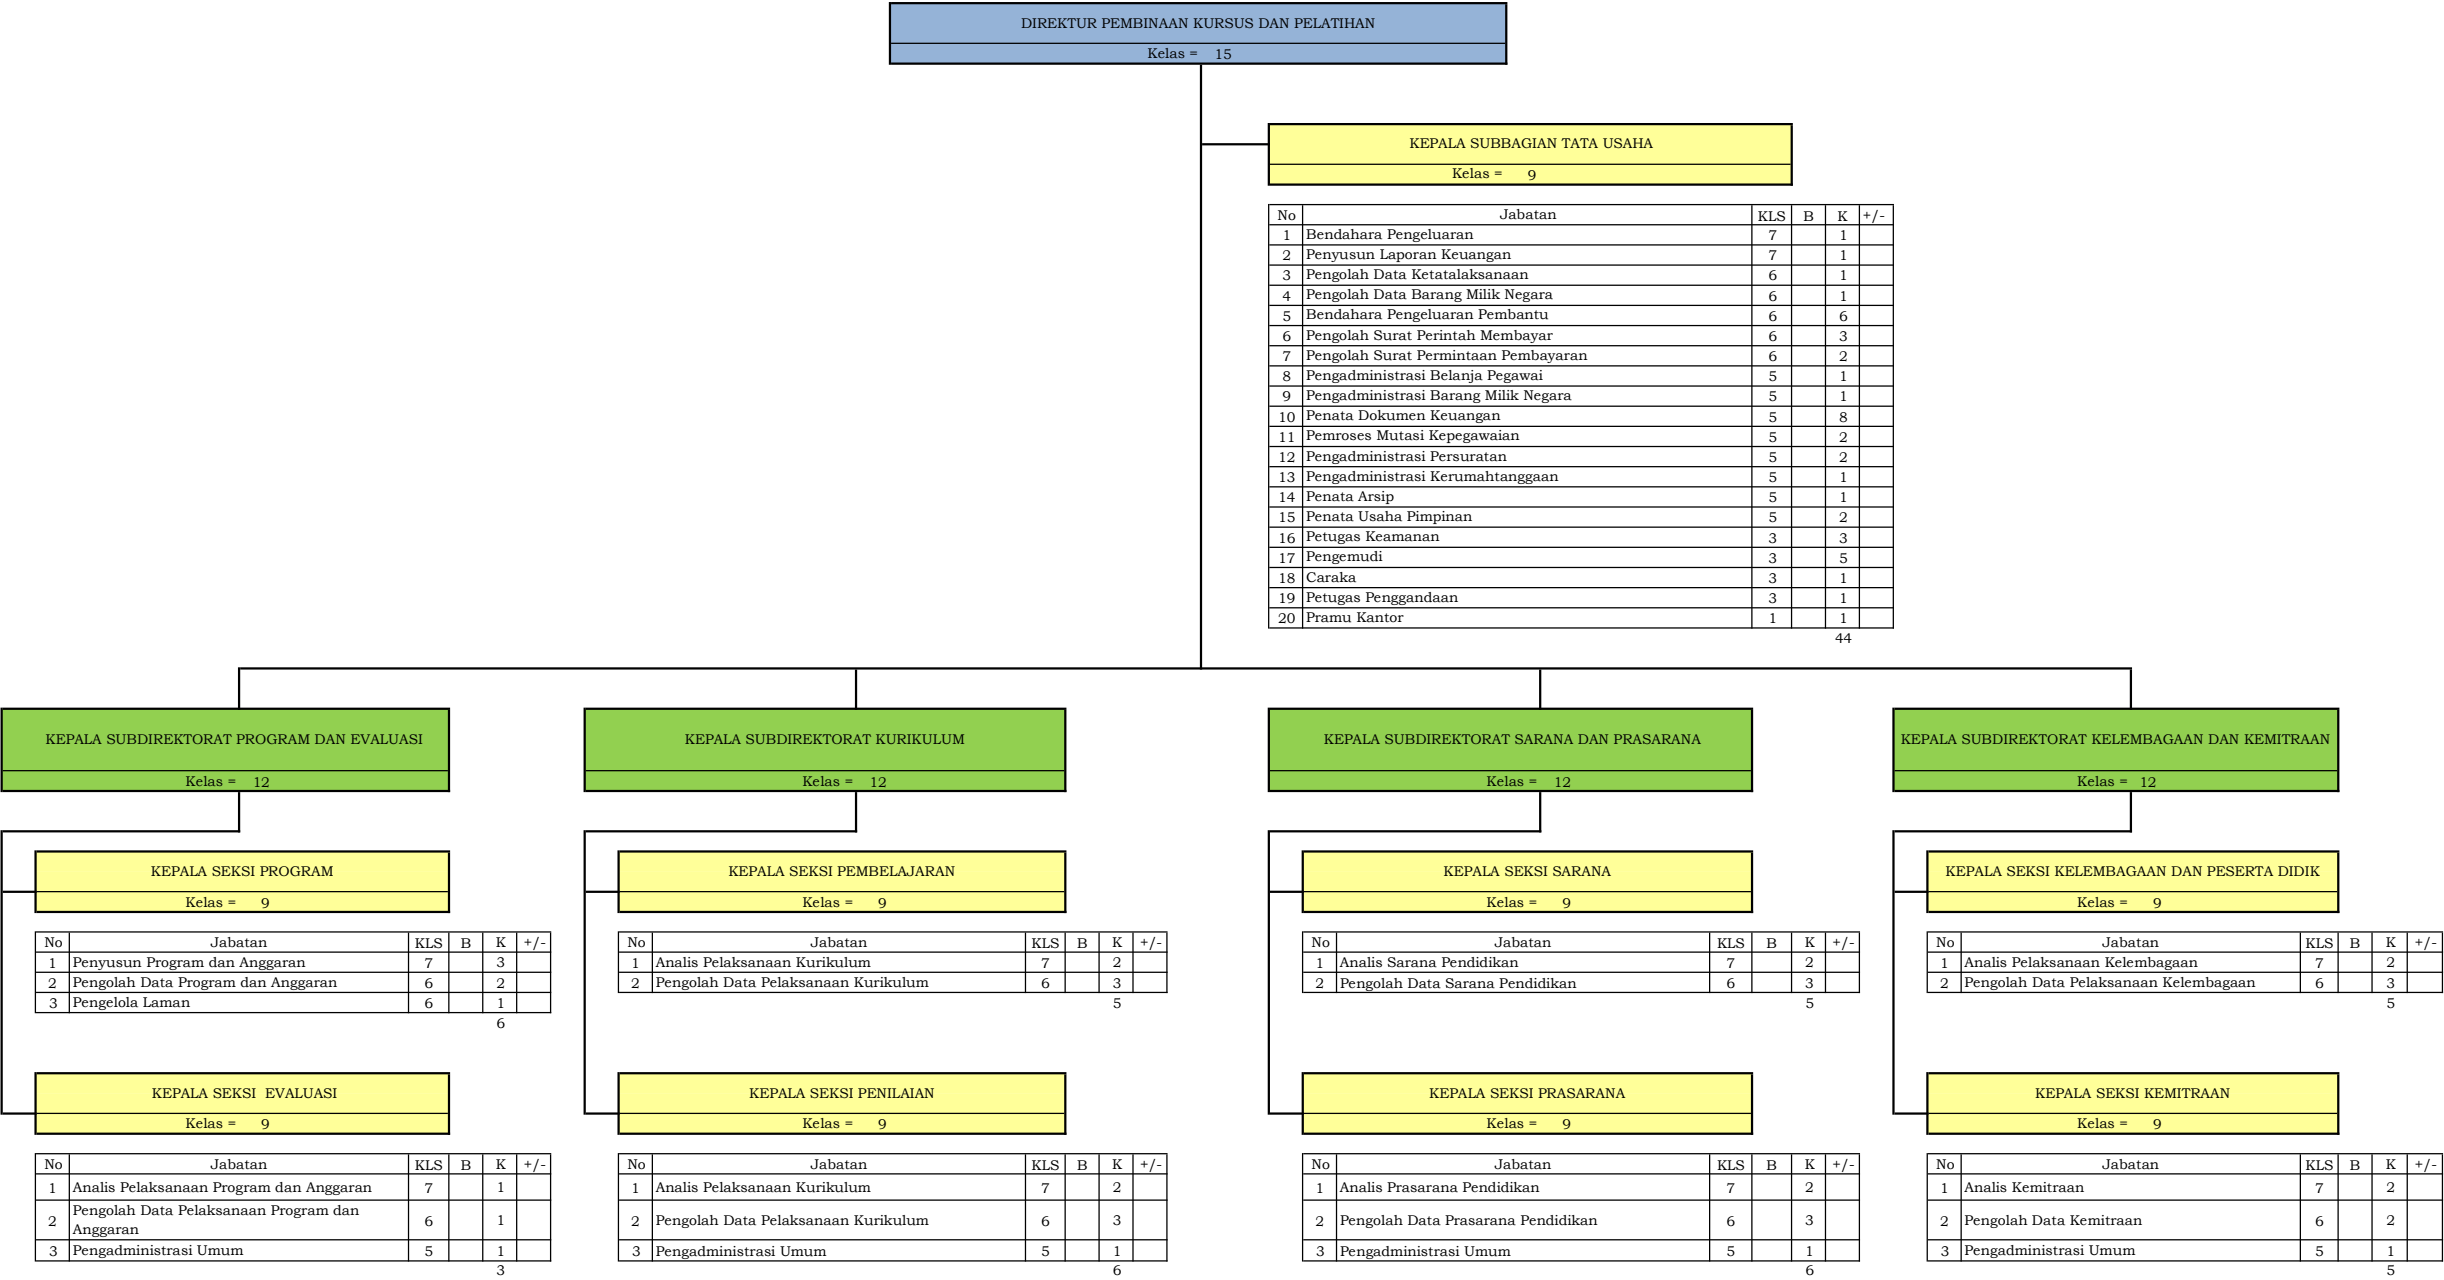 DIREKTUR PEMBINAAN KURSUS DAN PELATIHAN
Kelas = 15
KEPALA SUBBAGIAN TATA USAHA
Kelas = 9
No Jabatan KLS B K +/-
1 Bendahara Pengeluaran 7 1
2 Penyusun Laporan Keuangan 7 1
3 Pengolah Data Ketatalaksanaan 6 1
4 Pengolah Data Barang Milik Negara 6 1
5 Bendahara Pengeluaran Pembantu 6 6
6 Pengolah Surat Perintah Membayar 6 3
7 Pengolah Surat Permintaan Pembayaran 6 2
8 Pengadministrasi Belanja Pegawai 5 1
9 Pengadministrasi Barang Milik Negara 5 1
10 Penata Dokumen Keuangan 5 8
11 Pemroses Mutasi Kepegawaian 5 2
12 Pengadministrasi Persuratan 5 2
13 Pengadministrasi Kerumahtanggaan 5 1
14 Penata Arsip 5 1
15 Penata Usaha Pimpinan 5 2
16 Petugas Keamanan 3 3
17 Pengemudi 3 5
18 Caraka 3 1
19 Petugas Penggandaan 3 1
20 Pramu Kantor 1 1
44
KEPALA SUBDIREKTORAT PROGRAM DAN EVALUASI
Kelas = 12
KEPALA SEKSI PROGRAM
Kelas = 9
No Jabatan KLS B K +/-
1 Penyusun Program dan Anggaran 7 3
2 Pengolah Data Program dan Anggaran 6 2
3 Pengelola Laman 6 1
6
KEPALA SEKSI EVALUASI
Kelas = 9
No Jabatan KLS B K +/-
1 Analis Pelaksanaan Program dan Anggaran 7 1
2 Pengolah Data Pelaksanaan Program dan
Anggaran 6 1
3 Pengadministrasi Umum 5 1
3
KEPALA SUBDIREKTORAT KURIKULUM
Kelas = 12
KEPALA SEKSI PEMBELAJARAN
Kelas = 9
No Jabatan KLS B K +/-
1 Analis Pelaksanaan Kurikulum 7 2
2 Pengolah Data Pelaksanaan Kurikulum 6 3
5
KEPALA SEKSI PENILAIAN
Kelas = 9
No Jabatan KLS B K +/-
1 Analis Pelaksanaan Kurikulum 7 2
2 Pengolah Data Pelaksanaan Kurikulum 6 3
3 Pengadministrasi Umum 5 1
6
KEPALA SUBDIREKTORAT SARANA DAN PRASARANA
Kelas = 12
KEPALA SEKSI SARANA
Kelas = 9
No Jabatan KLS B K +/-
1 Analis Sarana Pendidikan 7 2
2 Pengolah Data Sarana Pendidikan 6 3
5
KEPALA SEKSI PRASARANA
Kelas = 9
No Jabatan KLS B K +/-
1 Analis Prasarana Pendidikan 7 2
2 Pengolah Data Prasarana Pendidikan 6 3
3 Pengadministrasi Umum 5 1
6
KEPALA SUBDIREKTORAT KELEMBAGAAN DAN KEMITRAAN
Kelas = 12
KEPALA SEKSI KELEMBAGAAN DAN PESERTA DIDIK
Kelas = 9
No Jabatan KLS B K +/-
1 Analis Pelaksanaan Kelembagaan 7 2
2 Pengolah Data Pelaksanaan Kelembagaan 6 3
5
KEPALA SEKSI KEMITRAAN
Kelas = 9
No Jabatan KLS B K +/-
1 Analis Kemitraan 7 2
2 Pengolah Data Kemitraan 6 2
3 Pengadministrasi Umum 5 1
5